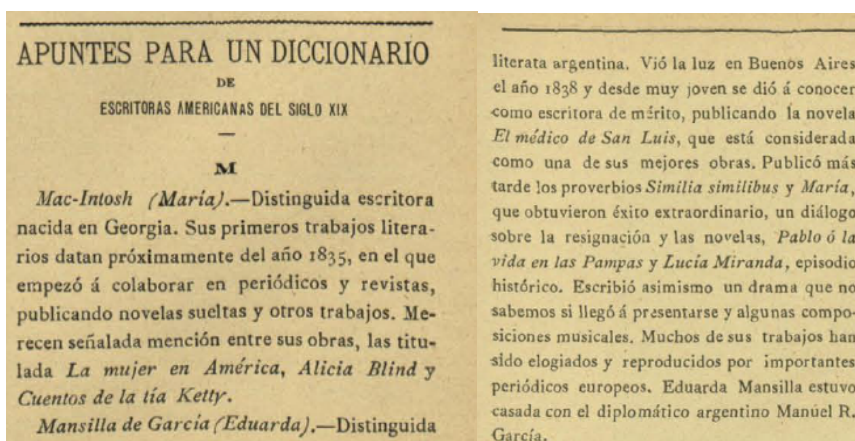 APUNTES PARA UN DICCIONARIO
DE
ESCRITORAS AMERICANAS DEL SIGLO XIX
M
Mac-Intosh (María).—Distinguida escritora
nacida en Georgia. Sus primeros trabajos litera-
rios datan próximamente del año 1835, en el que
empezó á colaborar en periódicos y revistas,
publicando novelas sueltas y otros trabajos. Me-
recen señalada mención entre sus obras, las titu-
lada La mujer en América, Alicia Blind y
Cuentos de la tía Ketty.
Mansilla de García (Eduarda).—Distinguida
literata argentina. Vió la luz en Buenos Aires
el año 1838 y desde muy joven se dió á conocer
como escritora de mérito, publicando la novela
El médico de San Luis, que está considerada
como una de sus mejores obras. Publicó más
tarde los proverbios Similia similibus y María,
que obtuvieron éxito extraordinario, un diálogo
sobre la resignación y las novelas, Pablo ó la
vida en las Pampas y Lucía Miranda, episodio
histórico. Escribió asimismo un drama que no
sabemos si llegó á presentarse y algunas compo-
siciones musicales. Muchos de sus trabajos han
sido elogiados y reproducidos por importantes
periódicos europeos. Eduarda Mansilla estuvo
casada con el diplomático argentino Manuel R.
García.